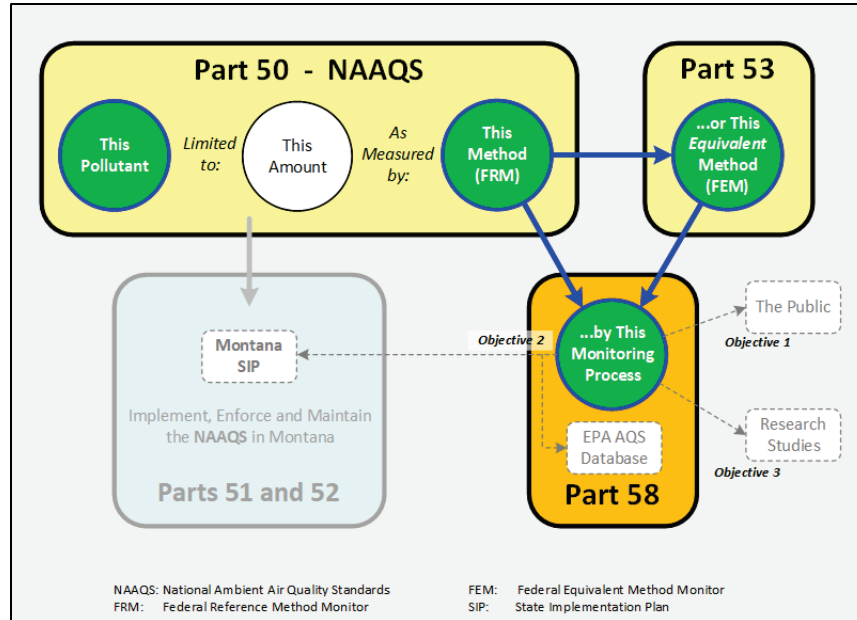 Part 50 - NAAQS
This
Pollutant
Limited
to:
This
Amount
As
Measured
by:
This
Method
(FRM)
Part 53
...or This
Equivalent
Method
(FEM)
Montana
SIP
Implement, Enforce and Maintain
the NAAQS in Montana
Parts 51 and 52
Objective 2
...by This
Monitoring
Process
EPA AQS
Database
Part 58
The Public
Objective 1
Research
Studies
Objective 3
NAAQS: National Ambient Air Quality Standards
FRM: Federal Reference Method Monitor
FEM: Federal Equivalent Method Monitor
SIP: State Implementation Plan